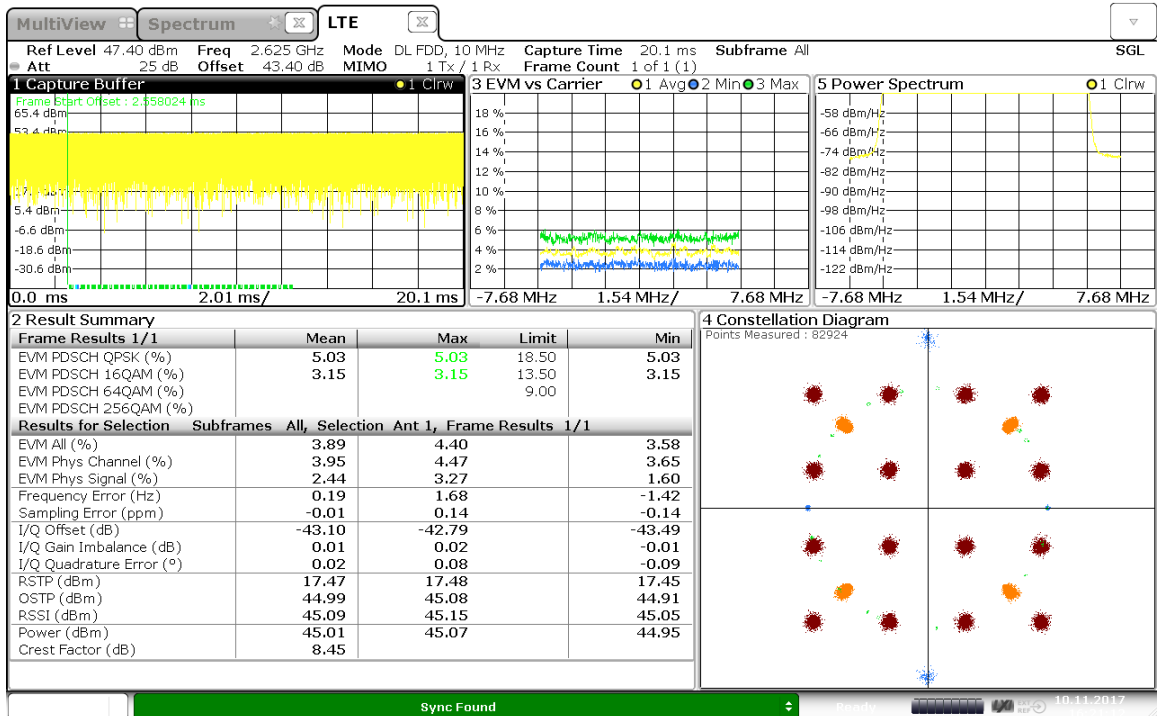 MultiView Spectrum LTE
Ref Level 47.40 dBm Freq 2.625 GHz Mode DL FDD, 10 MHz Capture Time 20.1 ms Subframe All SGL
Att 25 dB Offset 43.40 dB MIMO 1 Tx / 1 Rx Frame Count 1 of 1 (1)
1 Capture Buffer 1 Clrw
Frame Start Offset : 2.558024 ms
65.4 dBm
53.4 dBm
5.4 dBm
-6.6 dBm
-18.6 dBm
-30.6 dBm
0.0 ms 2.01 ms/ 20.1 ms
3 EVM vs Carrier 1 Avg 2 Min 3 Max
18 %
16 %
14 %
12 %
10 %
8 %
6 %
4 %
2 %
-7.68 MHz 1.54 MHz/ 7.68 MHz
5 Power Spectrum 1 Clrw
-58 dBm/Hz
-66 dBm/Hz
-74 dBm/Hz
-82 dBm/Hz
-90 dBm/Hz
-98 dBm/Hz
-106 dBm/Hz
-114 dBm/Hz
-122 dBm/Hz
-7.68 MHz 1.54 MHz/ 7.68 MHz
2 Result Summary
Frame Results 1/1 Mean Max Limit Min
EVM PDSCH QPSK (%) 5.03 5.03 18.50 5.03
EVM PDSCH 16QAM (%) 3.15 3.15 13.50 3.15
EVM PDSCH 64QAM (%) 9.00
EVM PDSCH 256QAM (%)
Results for Selection Subframes All, Selection Ant 1, Frame Results 1/1
EVM All (%) 3.89 4.40 3.58
EVM Phys Channel (%) 3.95 4.47 3.65
EVM Phys Signal (%) 2.44 3.27 1.60
Frequency Error (Hz) 0.19 1.68 -1.42
Sampling Error (ppm) -0.01 0.14 -0.14
I/Q Offset (dB) -43.10 -42.79 -43.49
I/Q Gain Imbalance (dB) 0.01 0.02 -0.01
I/Q Quadrature Error (°) 0.02 0.08 -0.09
RSTP (dBm) 17.47 17.48 17.45
OSTP (dBm) 44.99 45.08 44.91
RSSI (dBm) 45.09 45.15 45.05
Power (dBm) 45.01 45.07 44.95
Crest Factor (dB) 8.45
4 Constellation Diagram
Points Measured : 82924
Sync Found
Ready
LXI
10.11.2017